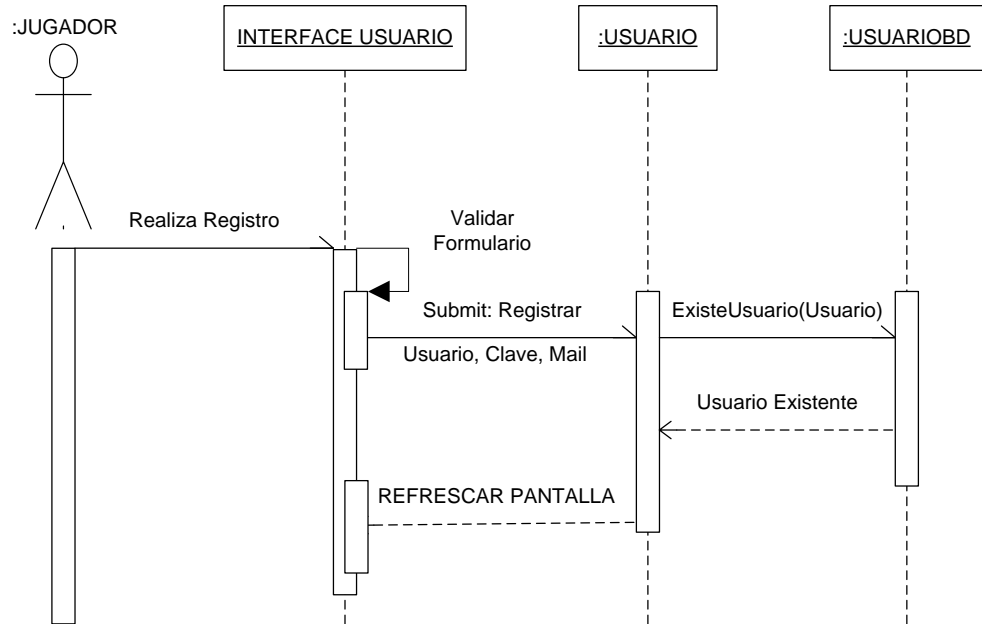 :JUGADOR
INTERFACE USUARIO
:USUARIO
:USUARIOBD
Realiza Registro
Validar
Formulario
Submit: Registrar
Usuario, Clave, Mail
ExisteUsuario(Usuario)
Usuario Existente
REFRESCAR PANTALLA